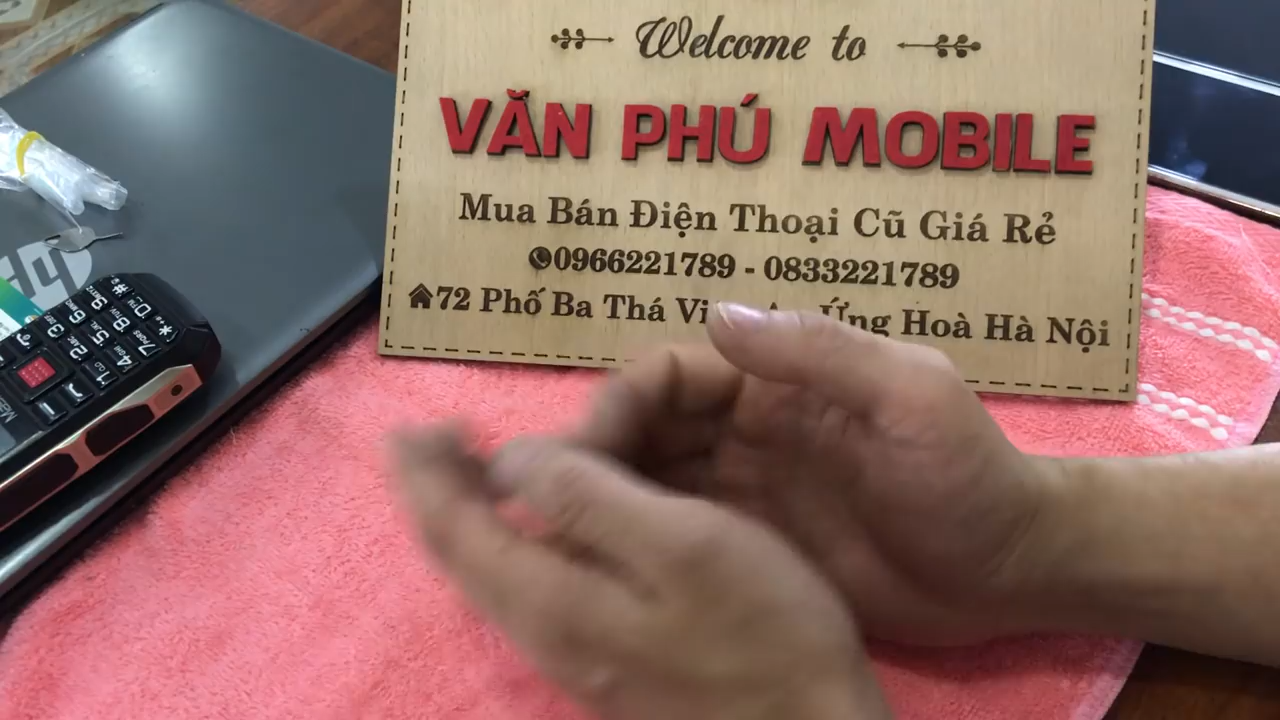 Welcome to
VĂN PHÚ MOBILE
Mua Bán Điện Thoại Cũ Giá Rẻ
0966221789 - 0833221789
72 Phố Ba Thá Ứng Hoà Hà Nội
hp